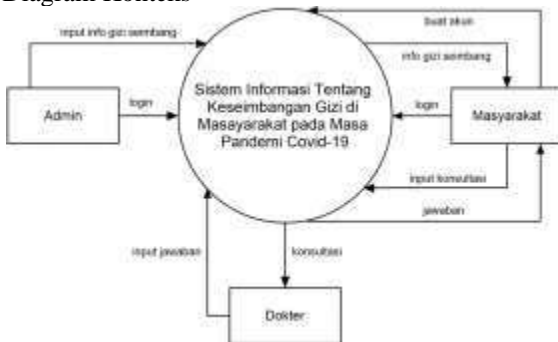 Diagram Konteks
buat akun
input info gizi seimbang
info gizi seimbang
Sistem Informasi Tentang
Keseimbangan Gizi di
Masayarakat pada Masa
Pandemi Covid-19
Admin
login
login
Masyarakat
input konsultasi
jawaban
input jawaban
konsultasi
Dokter